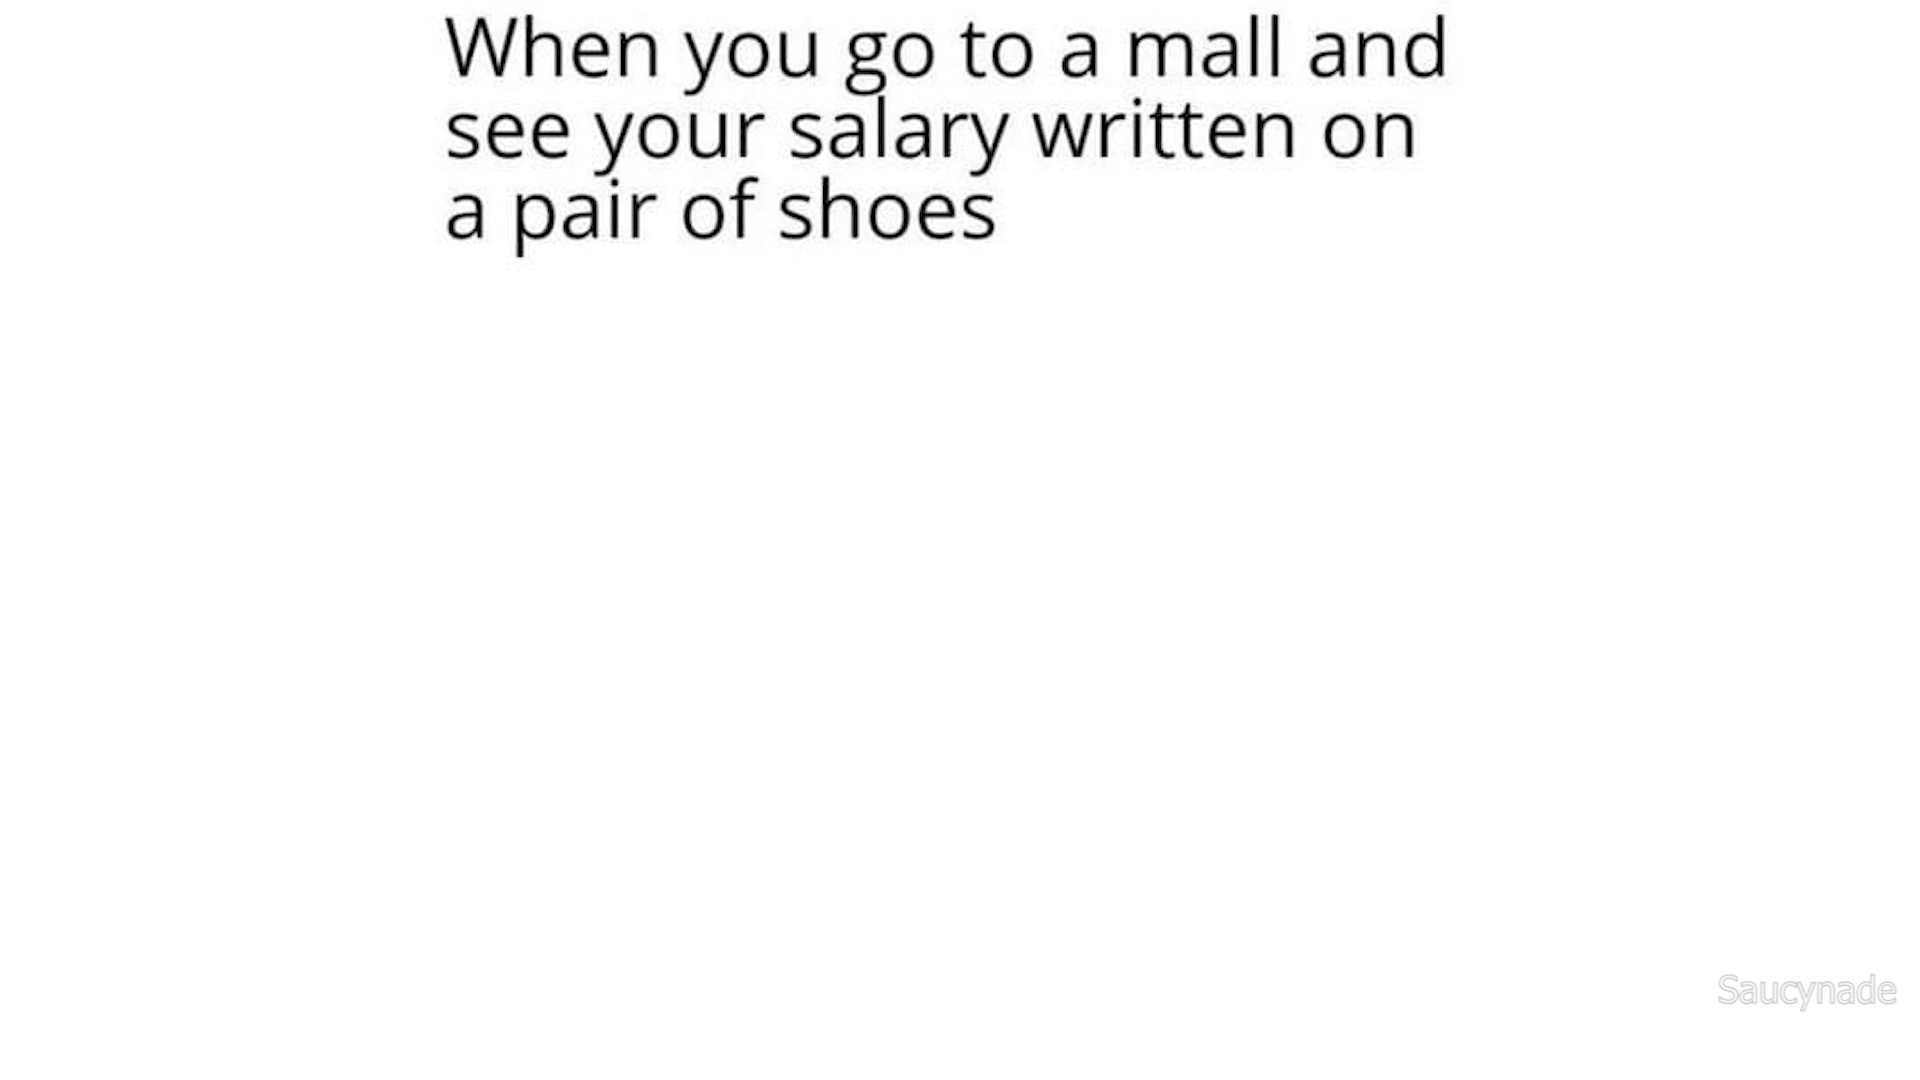 When you go to a mall and
see your salary written on
a pair of shoes
Saucynade